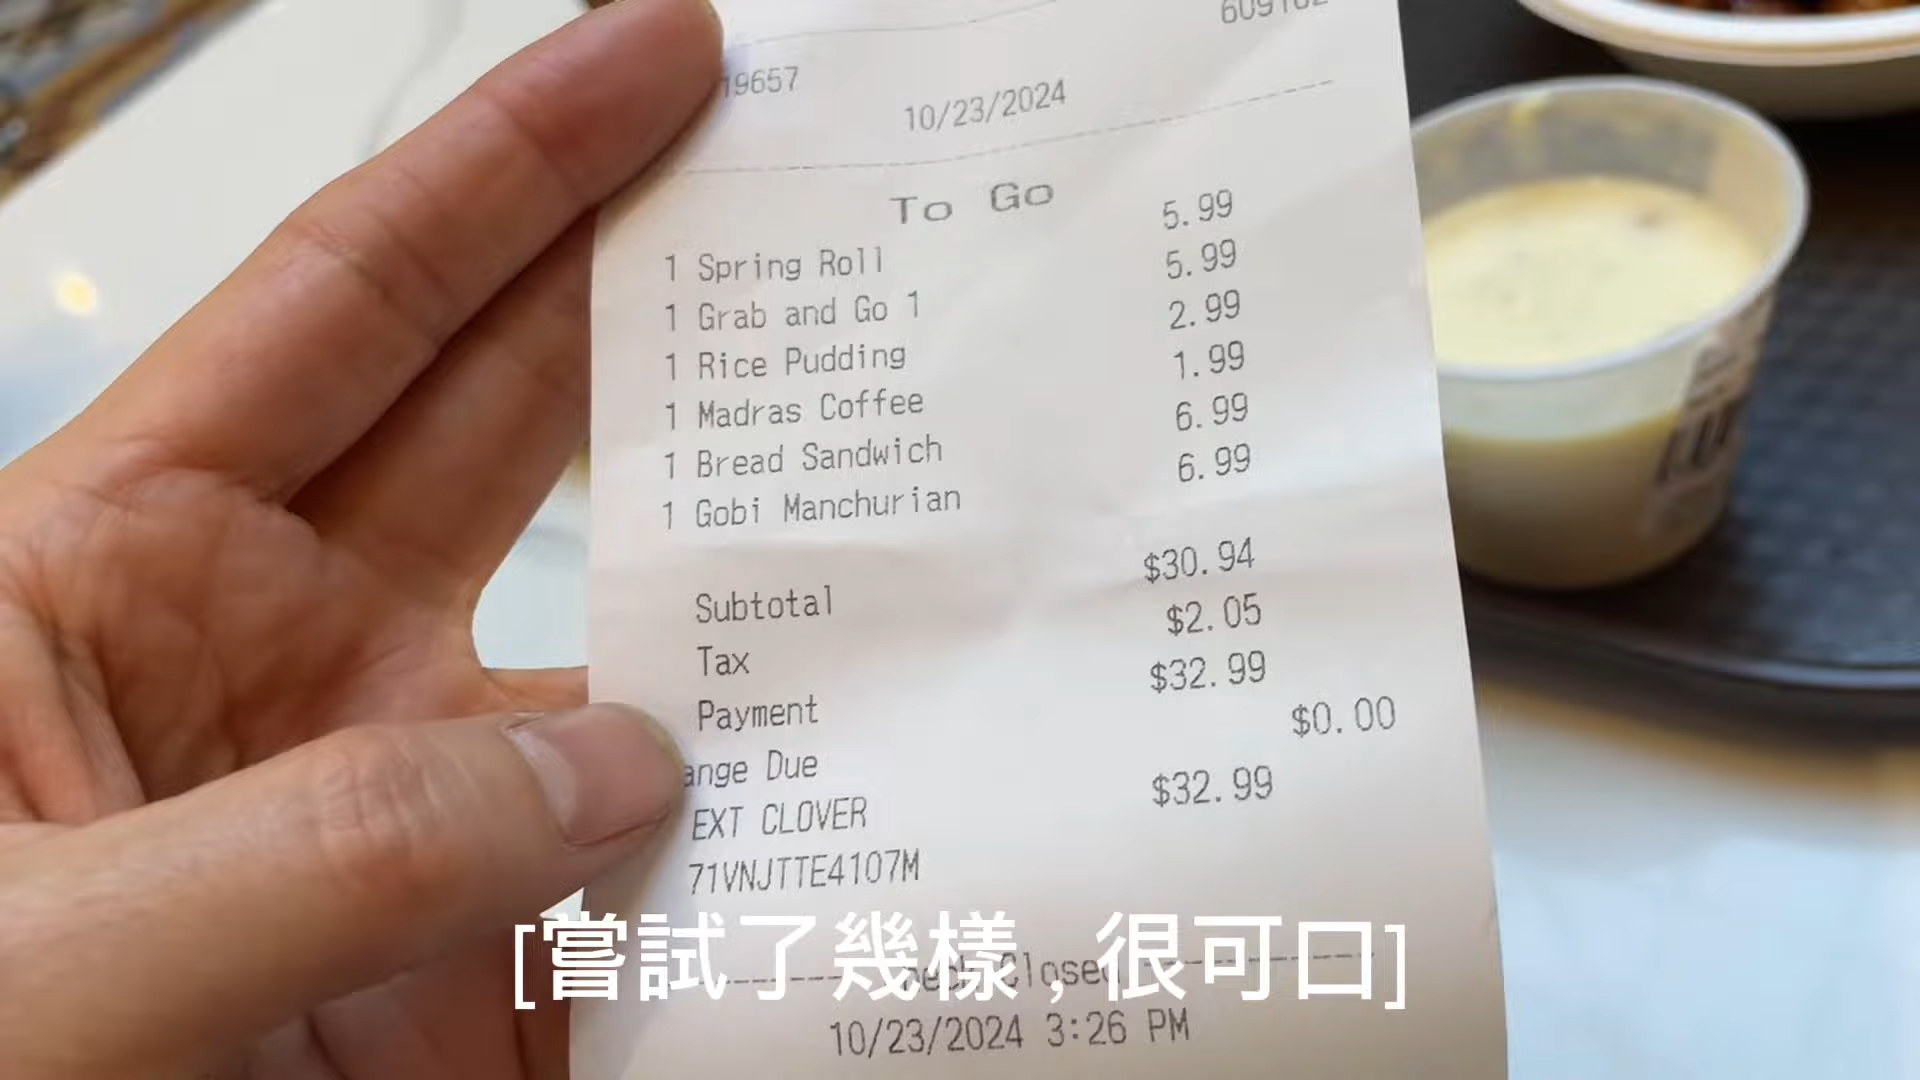 19657
10/23/2024
To Go
1 Spring Roll 5.99
1 Grab and Go 1 5.99
1 Rice Pudding 2.99
1 Madras Coffee 1.99
1 Bread Sandwich 6.99
1 Gobi Manchurian 6.99
Subtotal $30.94
Tax $2.05
Payment $32.99
ange Due $0.00
EXT CLOVER $32.99
71VNJTTE4107M
[嘗試了幾樣, 很可口]
Closed
10/23/2024 3:26 PM